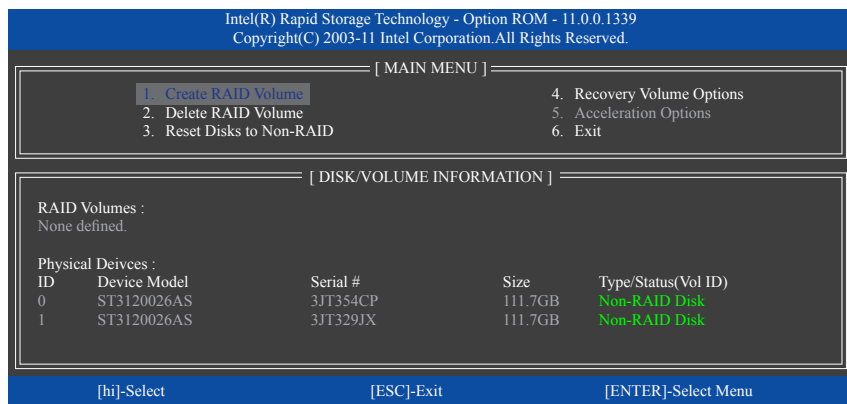 Intel(R) Rapid Storage Technology - Option ROM - 11.0.0.1339
Copyright(C) 2003-11 Intel Corporation.All Rights Reserved.
[ MAIN MENU ]
1. Create RAID Volume
2. Delete RAID Volume
3. Reset Disks to Non-RAID
4. Recovery Volume Options
5. Acceleration Options
6. Exit
[ DISK/VOLUME INFORMATION ]
RAID Volumes :
None defined.
Physical Deivces :
ID Device Model Serial # Size Type/Status(Vol ID)
0 ST3120026AS 3JT354CP 111.7GB Non-RAID Disk
1 ST3120026AS 3JT329JX 111.7GB Non-RAID Disk
[hi]-Select [ESC]-Exit [ENTER]-Select Menu